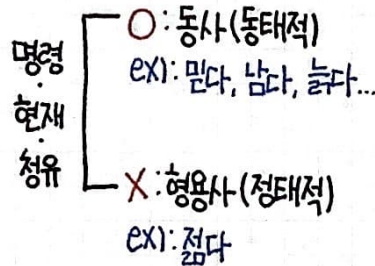 명령
·
현재
·
청유
O : 동사(동태적)
ex): 믿다, 남다, 늙다...
X : 형용사(정태적)
ex): 젊다